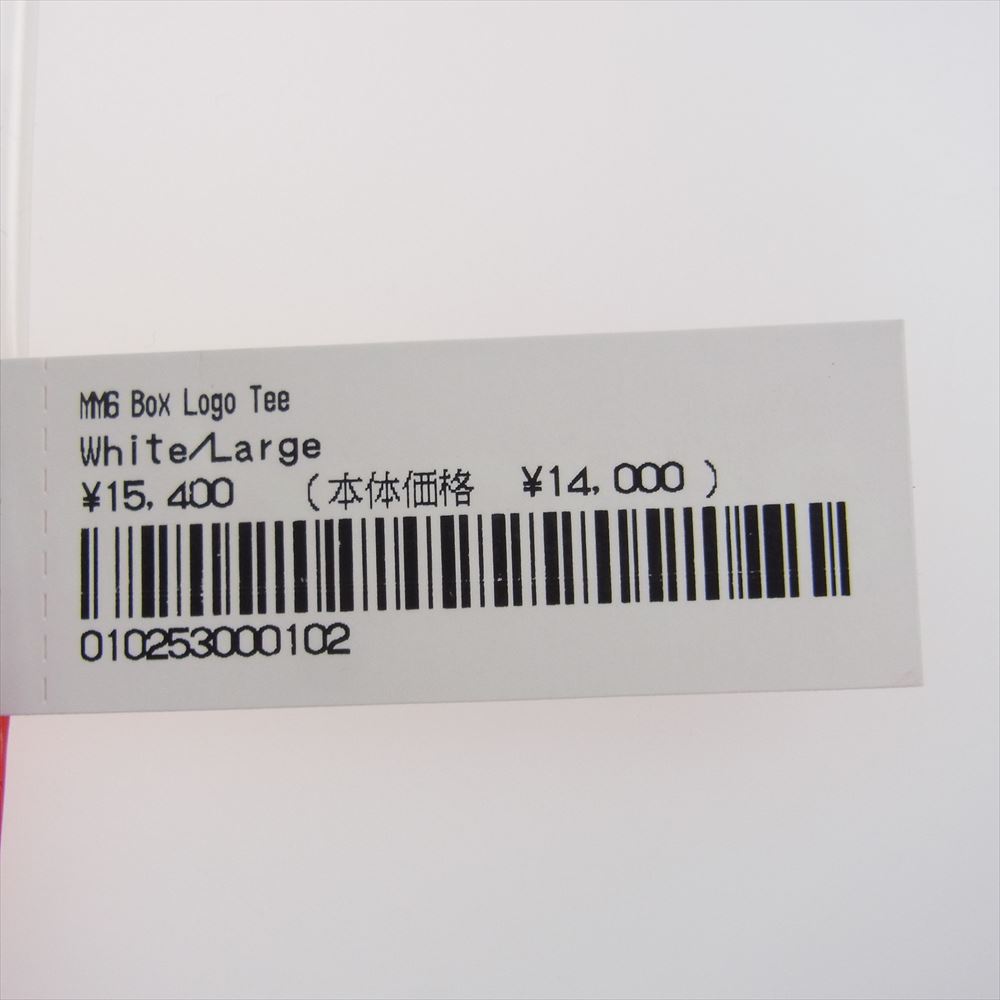 MM6 Box Logo Tee
White/Large
¥15,400 (本体価格 ¥14,000)
010253000102